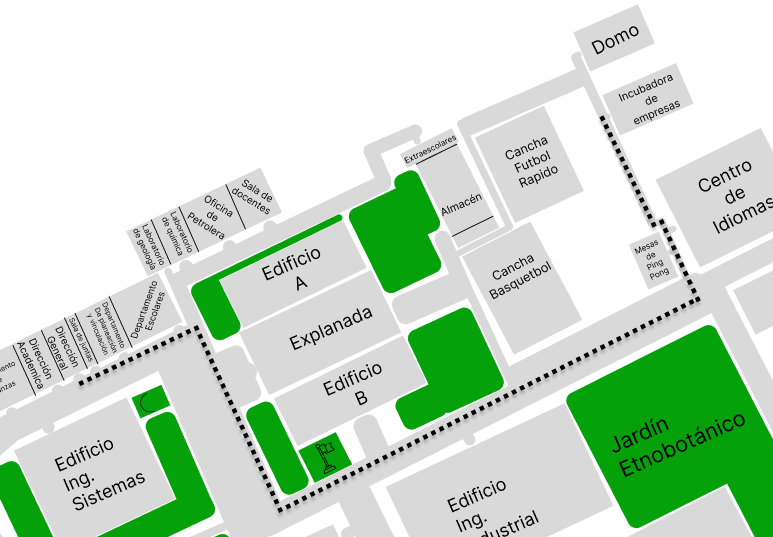 Domo
Incubadora
de
empresas
Centro
de
Idiomas
Cancha
Futbol
Rapido
Extraescolares
Almacén
Sala de
docentes
Oficina
de
Petrolera
Laboratorio
de química
Laboratorio
de geología
Edificio
A
Explanada
Edificio
B
Cancha
Basquetbol
Mesas
de
Ping
Pong
Departamento
Escolares
Departamento
De planeación
y vinculación
Sala de juntas
Dirección
General
Dirección
Academica
Edificio
Ing.
Sistemas
Jardín
Etnobotánico
Edificio
Ing.